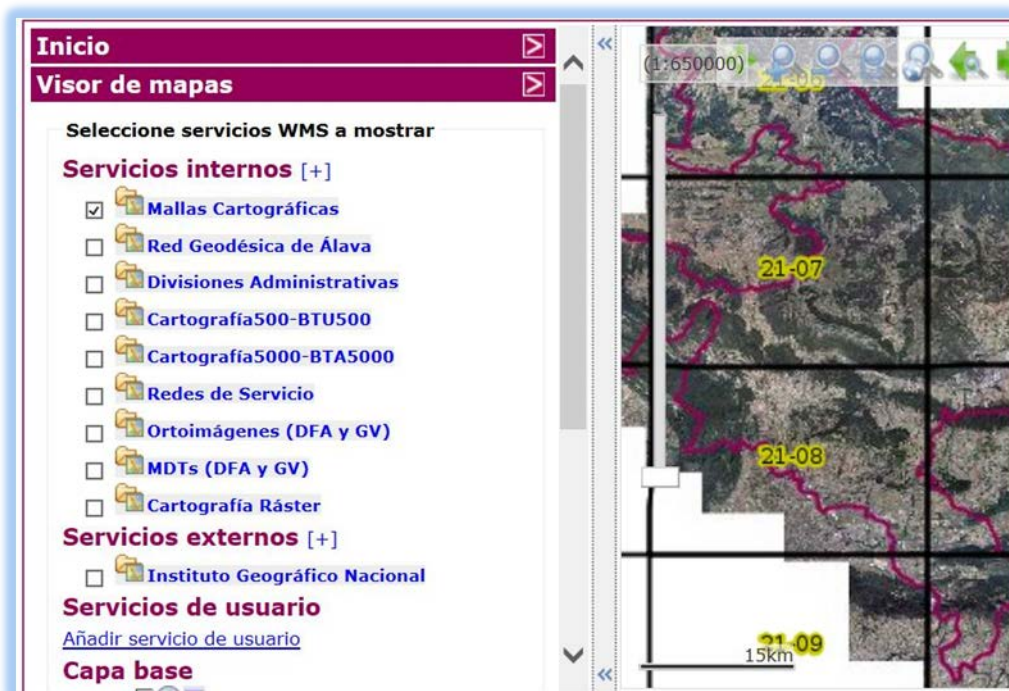 Inicio
Visor de mapas
Seleccione servicios WMS a mostrar
Servicios internos [+]
Mallas Cartográficas
Red Geodésica de Álava
Divisiones Administrativas
Cartografía500-BTU500
Cartografía5000-BTA5000
Redes de Servicio
Ortoimágenes (DFA y GV)
MDTs (DFA y GV)
Cartografía Ráster
Servicios externos [+]
Instituto Geográfico Nacional
Servicios de usuario
Añadir servicio de usuario
Capa base
(1:650000)
21-06
21-07
21-08
21-09
15km